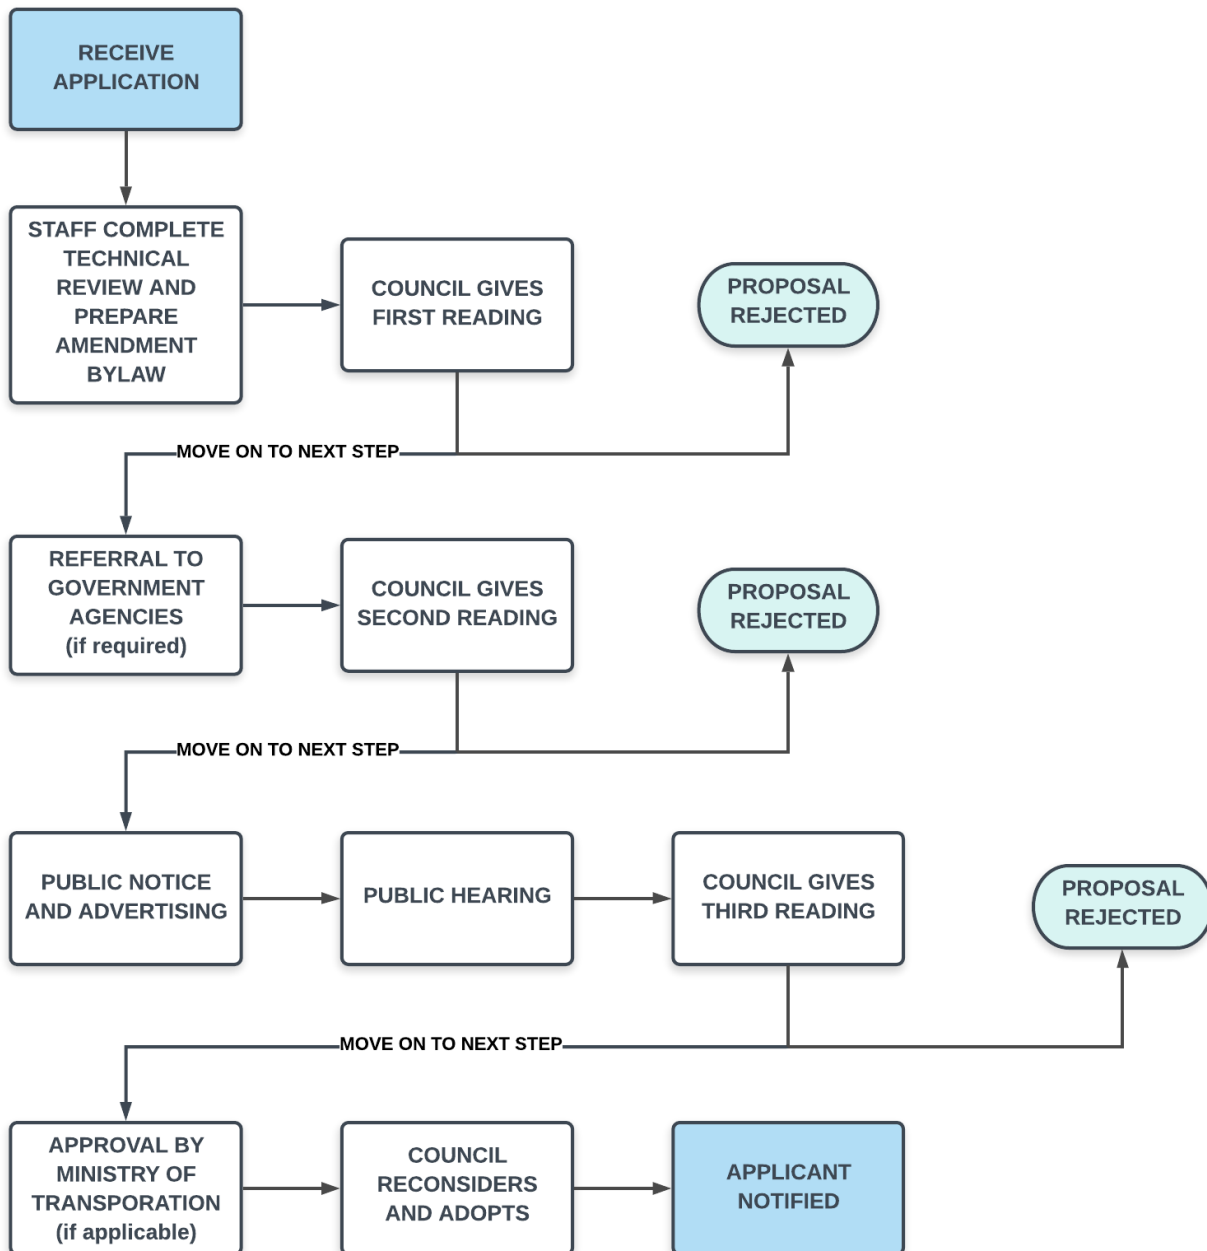 RECEIVE
APPLICATION
STAFF COMPLETE
TECHNICAL
REVIEW AND
PREPARE
AMENDMENT
BYLAW
COUNCIL GIVES
FIRST READING
PROPOSAL
REJECTED
MOVE ON TO NEXT STEP
REFERRAL TO
GOVERNMENT
AGENCIES
(if required)
COUNCIL GIVES
SECOND READING
PROPOSAL
REJECTED
MOVE ON TO NEXT STEP
PUBLIC NOTICE
AND ADVERTISING
PUBLIC HEARING
COUNCIL GIVES
THIRD READING
PROPOSAL
REJECTED
MOVE ON TO NEXT STEP
APPROVAL BY
MINISTRY OF
TRANSPORATION
(if applicable)
COUNCIL
RECONSIDERS
AND ADOPTS
APPLICANT
NOTIFIED